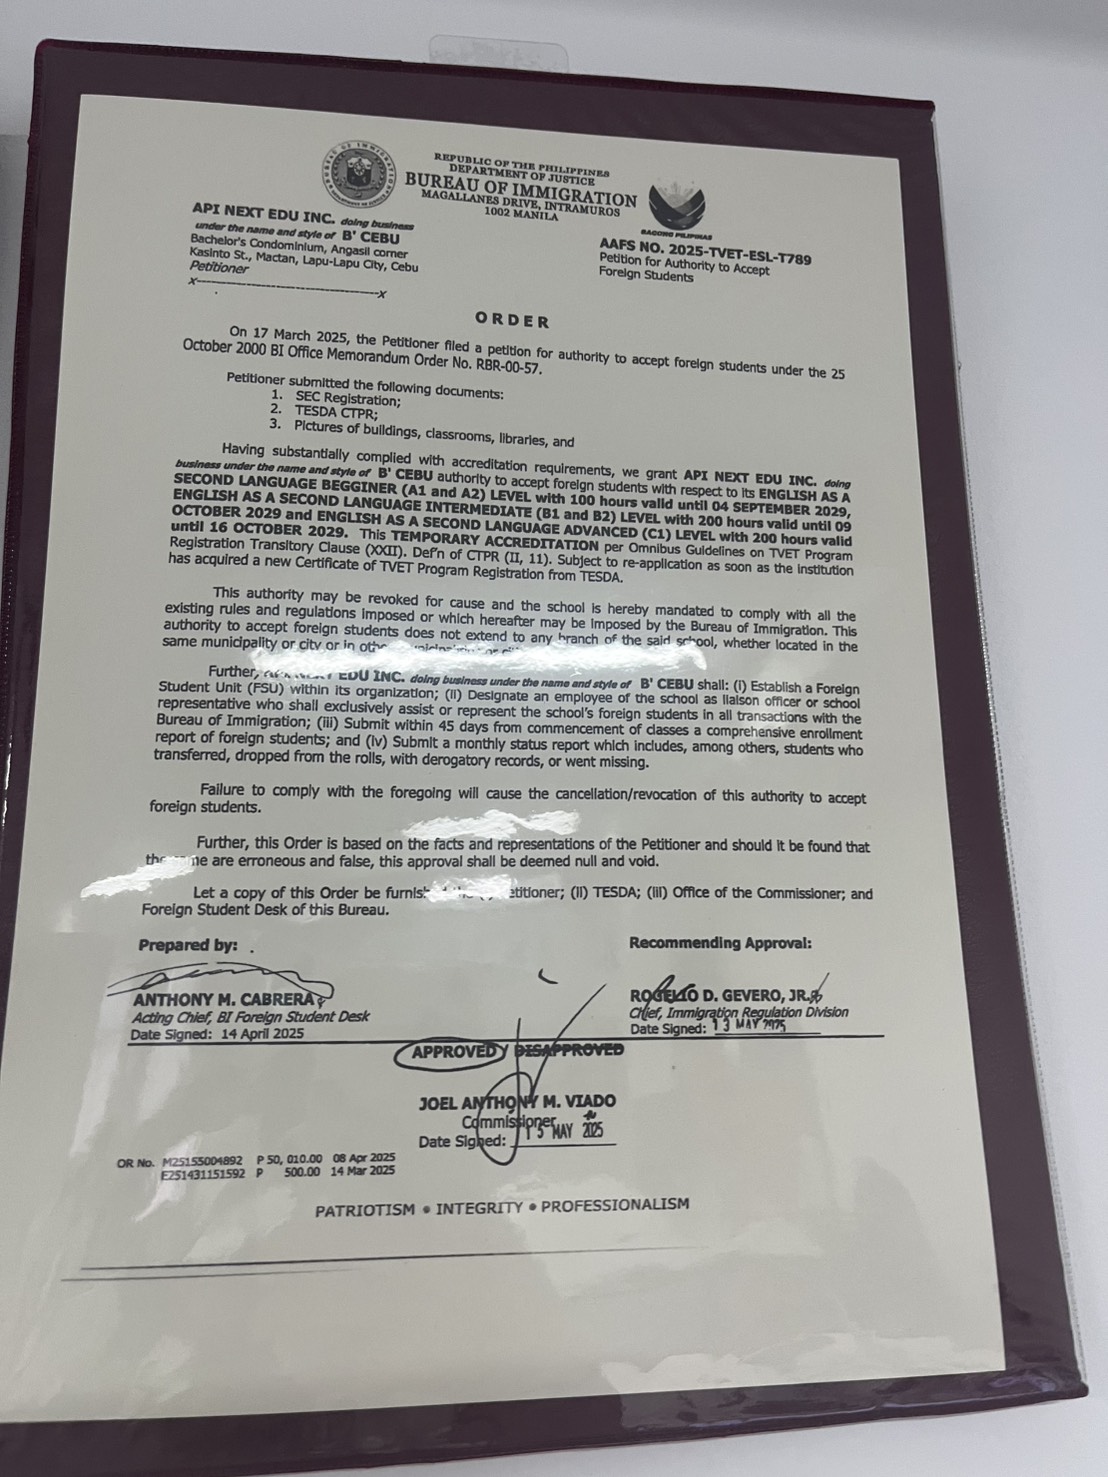 REPUBLIC OF THE PHILIPPINES
DEPARTMENT OF JUSTICE
BUREAU OF IMMIGRATION
MAGALLANES DRIVE, INTRAMUROS
1002 MANILA
BAGONG PILIPINAS
API NEXT EDU INC. doing business
under the name and style of B' CEBU
Bachelor's Condominium, Angasil corner
Kasinto St., Mactan, Lapu-Lapu City, Cebu
Petitioner
x-----------------------------------x
AAFS NO. 2025-TVET-ESL-T789
Petition for Authority to Accept
Foreign Students
ORDER
On 17 March 2025, the Petitioner filed a petition for authority to accept foreign students under the 25
October 2000 BI Office Memorandum Order No. RBR-00-57.
Petitioner submitted the following documents:
1. SEC Registration;
2. TESDA CTPR;
3. Pictures of buildings, classrooms, libraries, and
Having substantially complied with accreditation requirements, we grant API NEXT EDU INC. doing
business under the name and style of B' CEBU authority to accept foreign students with respect to its ENGLISH AS A
SECOND LANGUAGE BEGGINER (A1 and A2) LEVEL with 100 hours valid until 04 SEPTEMBER 2029,
ENGLISH AS A SECOND LANGUAGE INTERMEDIATE (B1 and B2) LEVEL with 200 hours valid until 09
OCTOBER 2029 and ENGLISH AS A SECOND LANGUAGE ADVANCED (C1) LEVEL with 200 hours valid
until 16 OCTOBER 2029. This TEMPORARY ACCREDITATION per Omnibus Guidelines on TVET Program
Registration Transitory Clause (XXII). Def'n of CTPR (II, 11). Subject to re-application as soon as the institution
has acquired a new Certificate of TVET Program Registration from TESDA.
This authority may be revoked for cause and the school is hereby mandated to comply with all the
existing rules and regulations imposed or which hereafter may be imposed by the Bureau of Immigration. This
authority to accept foreign students does not extend to any branch of the said school, whether located in the
same municipality or city or in
Further, EDU INC. doing business under the name and style of B' CEBU shall: (i) Establish a Foreign
Student Unit (FSU) within its organization; (ii) Designate an employee of the school as liaison officer or school
representative who shall exclusively assist or represent the school's foreign students in all transactions with the
Bureau of Immigration; (iii) Submit within 45 days from commencement of classes a comprehensive enrollment
report of foreign students; and (iv) Submit a monthly status report which includes, among others, students who
transferred, dropped from the rolls, with derogatory records, or went missing.
Failure to comply with the foregoing will cause the cancellation/revocation of this authority to accept
foreign students.
Further, this Order is based on the facts and representations of the Petitioner and should it be found that
are erroneous and false, this approval shall be deemed null and void.
Let a copy of this Order be (ii) TESDA; (iii) Office of the Commissioner; and
Foreign Student Desk of this Bureau.
Prepared by:
ANTHONY M. CABRERA
Acting Chief, BI Foreign Student Desk
Date Signed: 14 April 2025
Recommending Approval:
ROGELIO D. GEVERO, JR.
Chief, Immigration Regulation Division
Date Signed: 13 MAY 2025
APPROVED/ DISAPPROVED
JOEL ANTHONY M. VIADO
Commissioner
Date Signed: 15 MAY 2025
OR No. M25155004892 P 50, 010.00 08 Apr 2025
E251431151592 P 500.00 14 Mar 2025
PATRIOTISM • INTEGRITY • PROFESSIONALISM